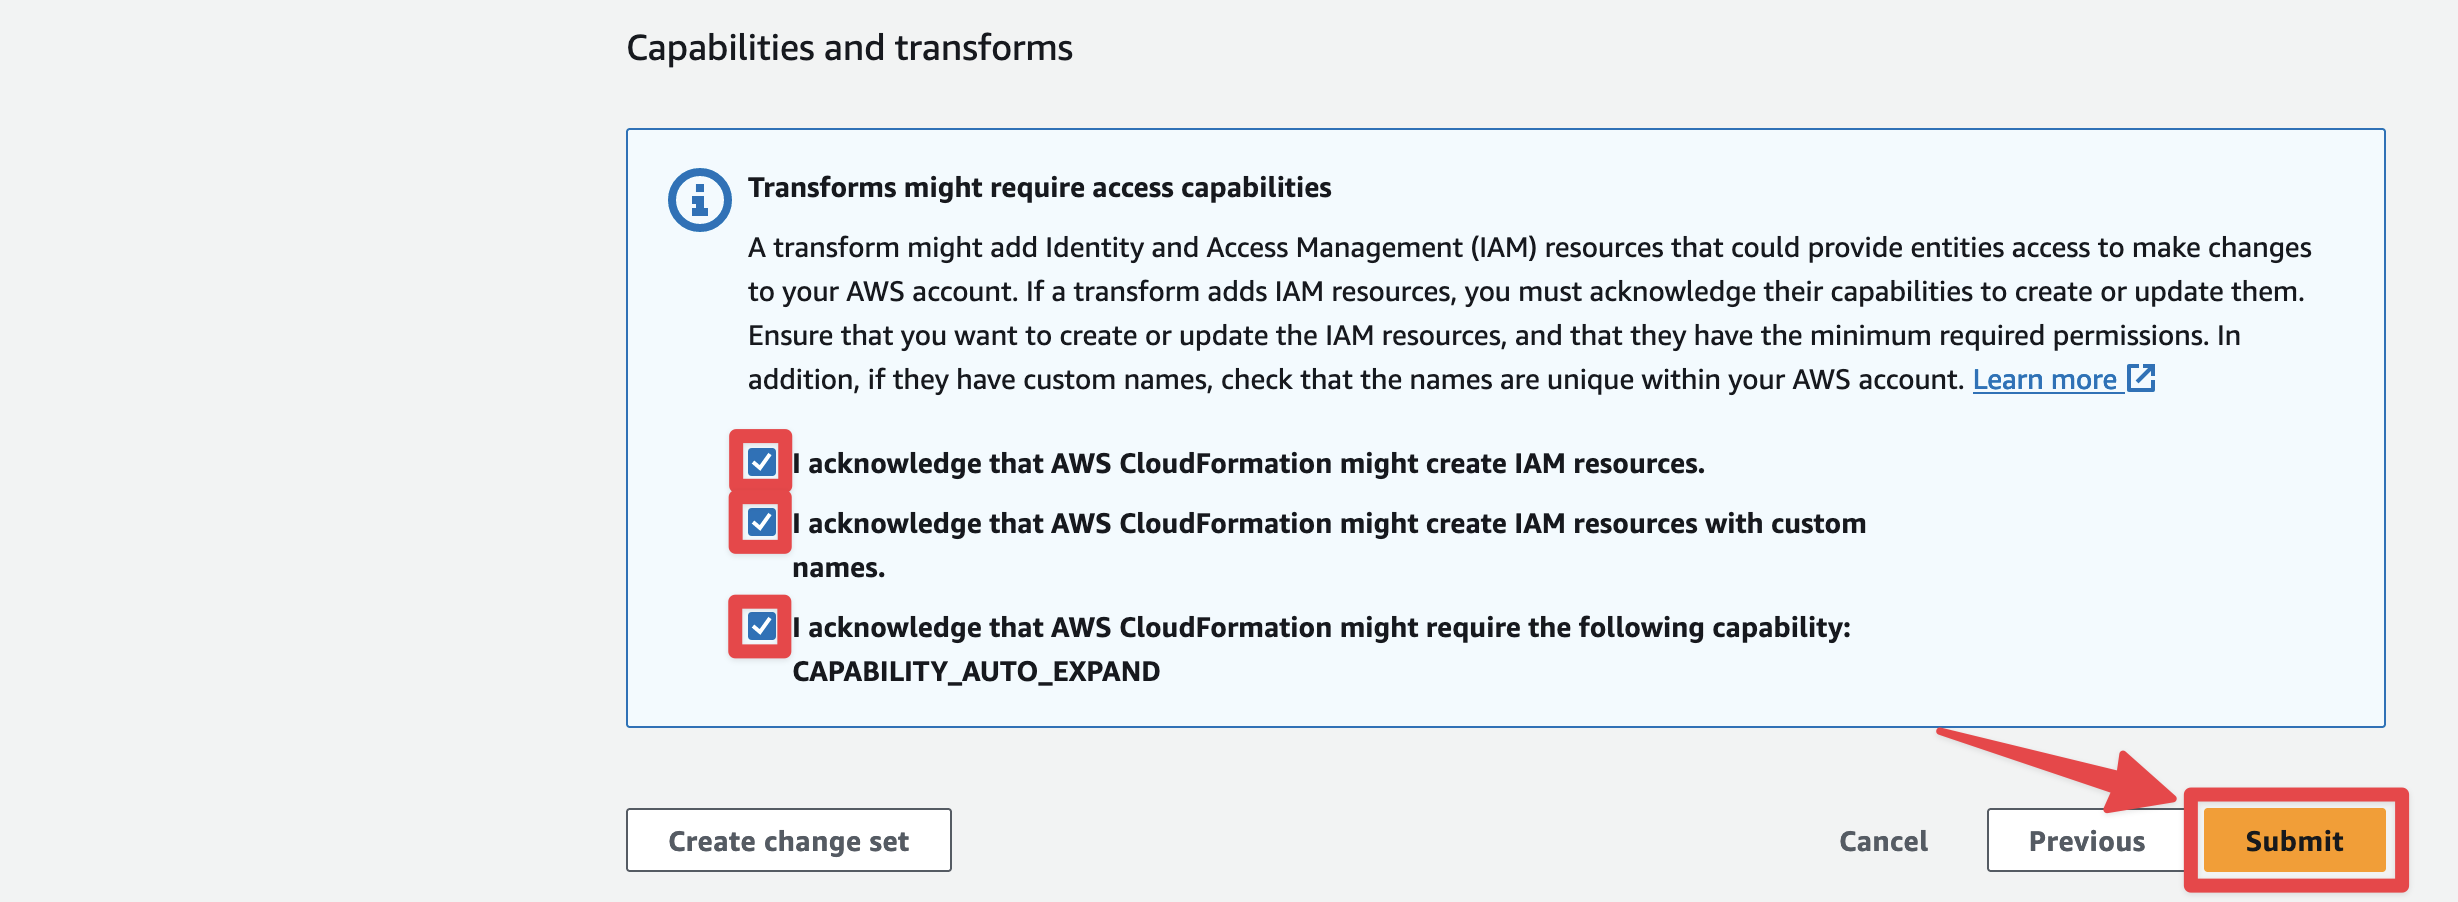 Capabilities and transforms
Transforms might require access capabilities
A transform might add Identity and Access Management (IAM) resources that could provide entities access to make changes
to your AWS account. If a transform adds IAM resources, you must acknowledge their capabilities to create or update them.
Ensure that you want to create or update the IAM resources, and that they have the minimum required permissions. In
addition, if they have custom names, check that the names are unique within your AWS account. Learn more
I acknowledge that AWS CloudFormation might create IAM resources.
I acknowledge that AWS CloudFormation might create IAM resources with custom
names.
I acknowledge that AWS CloudFormation might require the following capability:
CAPABILITY_AUTO_EXPAND
Create change set
Cancel
Previous
Submit